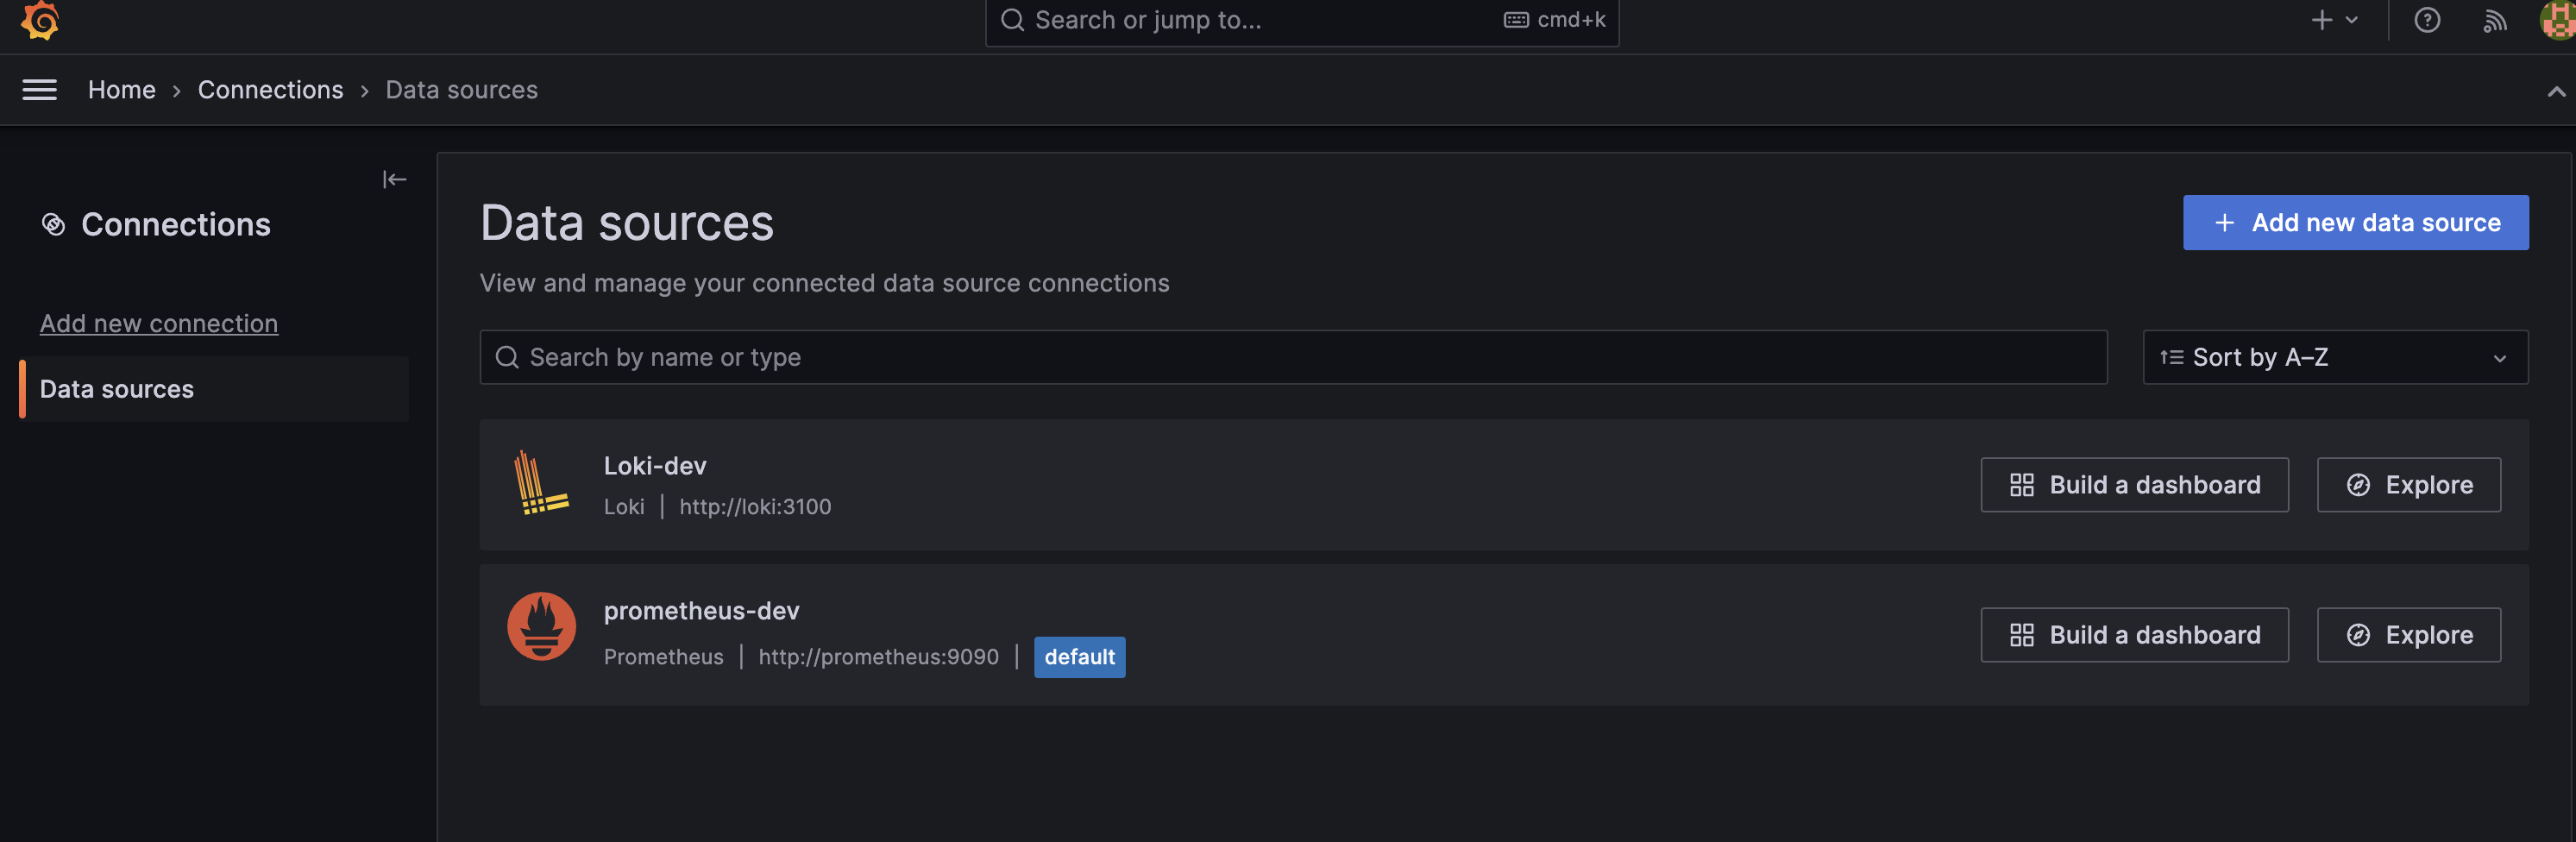 Search or jump to... cmd+k
Home › Connections › Data sources
Connections
Add new connection
Data sources
Data sources
Add new data source
View and manage your connected data source connections
Search by name or type
Sort by A–Z
Loki-dev
Loki | http://loki:3100
Build a dashboard
Explore
prometheus-dev
Prometheus | http://prometheus:9090 | default
Build a dashboard
Explore